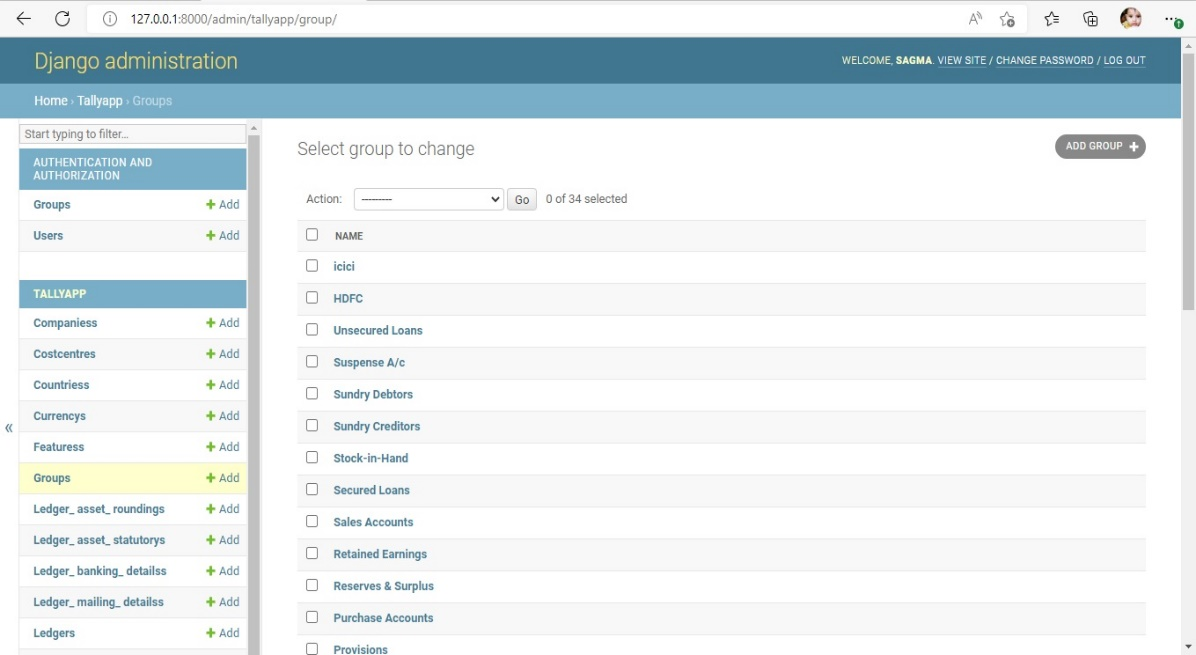 127.0.0.1:8000/admin/tallyapp/group/
Django administration
WELCOME, SAGMA. VIEW SITE / CHANGE PASSWORD / LOG OUT
Home › Tallyapp › Groups
Start typing to filter...
AUTHENTICATION AND
AUTHORIZATION
Groups + Add
Users + Add
TALLYAPP
Companiess + Add
Costcentres + Add
Countriess + Add
Currencys + Add
Featuress + Add
«
Groups + Add
Ledger_ asset_ roundings + Add
Ledger_ asset_ statutorys + Add
Ledger_ banking_ detailss + Add
Ledger_ mailing_ detailss + Add
Ledgers + Add
Select group to change
ADD GROUP +
Action: --------- Go 0 of 34 selected
NAME
icici
HDFC
Unsecured Loans
Suspense A/c
Sundry Debtors
Sundry Creditors
Stock-in-Hand
Secured Loans
Sales Accounts
Retained Earnings
Reserves & Surplus
Purchase Accounts
Provisions